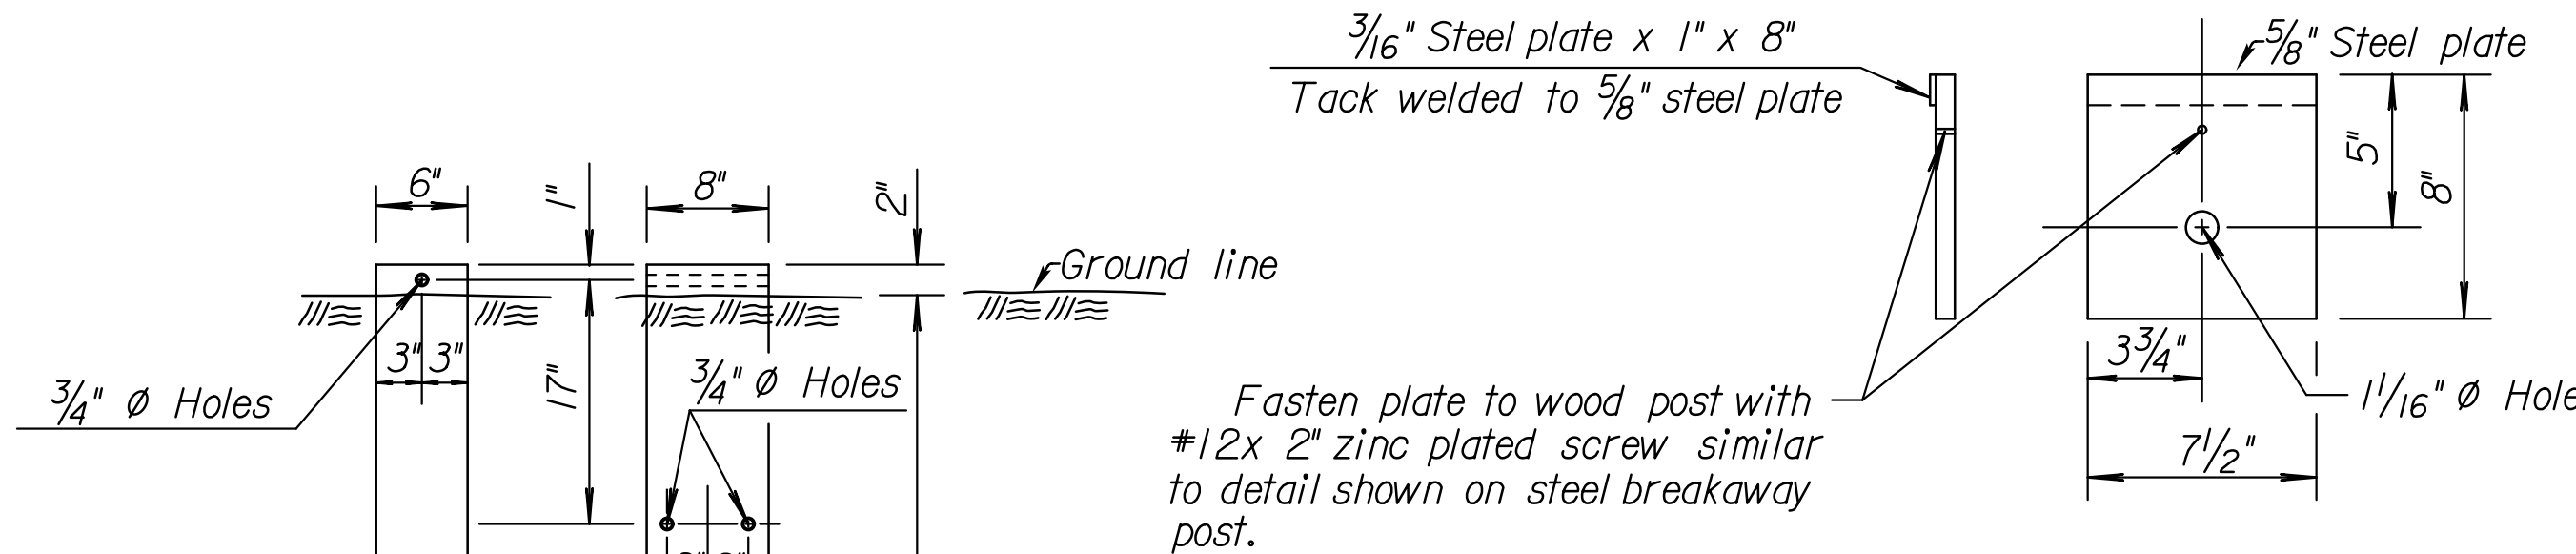 3/16" Steel plate x 1" x 8"
Tack welded to 5/8" steel plate
5/8" Steel plate
6"
1"
8"
2"
5"
8"
Ground line
3" 3"
17"
3/4" Ø Holes
3/4" Ø Holes
3 3/4"
Fasten plate to wood post with
#12x 2" zinc plated screw similar
to detail shown on steel breakaway
post.
1 1/16" Ø Hole
7 1/2"